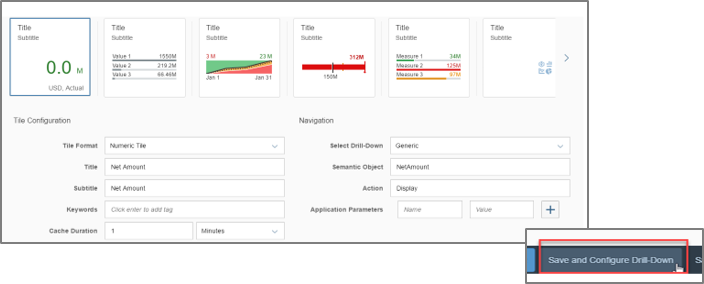 Title Title Title Title Title Title
Subtitle Subtitle Subtitle Subtitle Subtitle Subtitle
Value 1 1550M 3 M 23 M 312M Measure 1 34M
0.0 M Value 2 219.2M Measure 2 125M
Value 3 66.46M 150M Measure 3 97M
USD, Actual Jan 1 Jan 31
Tile Configuration Navigation
Tile Format Numeric Tile Select Drill-Down Generic
Title Net Amount Semantic Object NetAmount
Subtitle Net Amount Action Display
Keywords Click enter to add tag Application Parameters Name Value +
Cache Duration 1 Minutes
Save and Configure Drill-Down